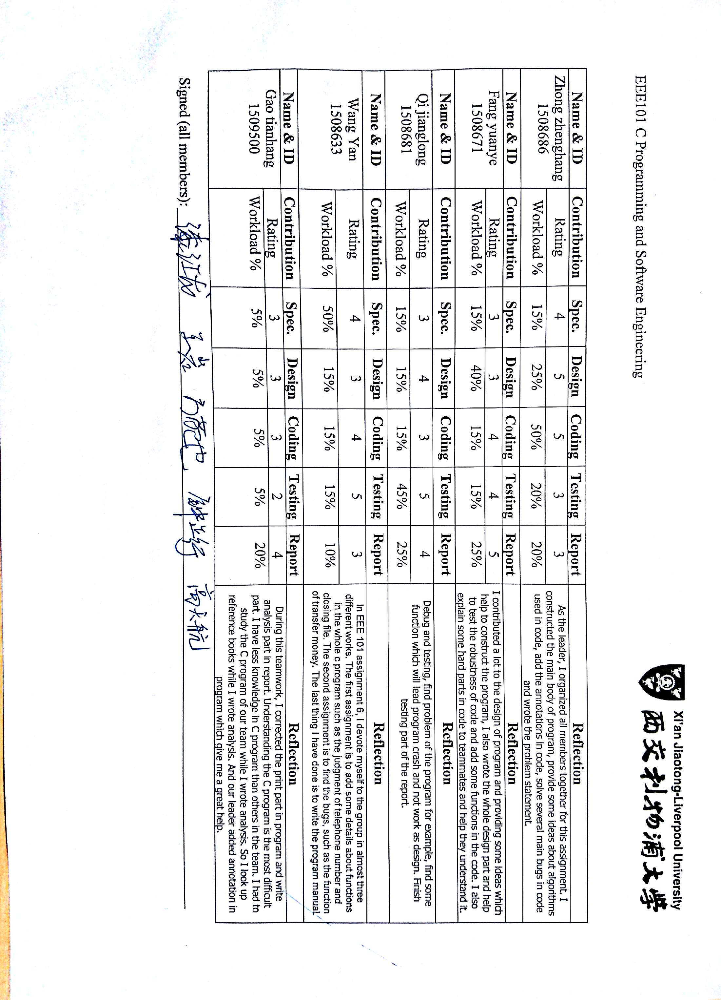 EEE101 C Programming and Software Engineering
Xi'an Jiaotong-Liverpool University
西交利物浦大学
Name & ID Contribution Spec. Design Coding Testing Report Reflection
Zhong zhenghang Rating 4 5 5 3 3 As the leader, I organized all members together for this assignment. I
constructed the main body of program, provide some ideas about algorithms
1508686 Workload % 15% 25% 50% 20% 20% used in code, add the annotations in code, solve several main bugs in code
and wrote the problem statement.
Name & ID Contribution Spec. Design Coding Testing Report Reflection
Fang yuanye Rating 3 3 4 4 5 I contributed a lot to the design of program and providing some ideas which
help to construct the program, I also wrote the whole design part and help
1508671 Workload % 15% 40% 15% 15% 25% to test the robustness of code and add some functions in the code. I also
explain some hard parts in code to teammates and help they understand it.
Name & ID Contribution Spec. Design Coding Testing Report Reflection
Qi jianglong Rating 3 4 3 5 4 Debug and testing, find problem of the program for example, find some
function which will lead program crash and not work as design. Finish
1508681 Workload % 15% 15% 15% 45% 25% testing part of the report.
Name & ID Contribution Spec. Design Coding Testing Report Reflection
Wang Yan Rating 4 3 4 5 3 In EEE 101 assignment 6, I devote myself to the group in almost three
different works. The first assignment is to add some details about functions
in the whole c program such as the judgment of telephone number and
1508633 Workload % 50% 15% 15% 15% 10% closing file. The second assignment is to find the bugs, such as the function
of transfer money. The last thing I have done is to write the program manual.
Name & ID Contribution Spec. Design Coding Testing Report Reflection
Gao tianhang Rating 3 3 3 2 4 During this teamwork, I corrected the print part in program and write
analysis part in report. Understanding the C program is the most difficult
1509500 Workload % 5% 5% 5% 5% 20% part. I have less knowledge in C program than others in the team. I had to
study the C program of our team while I wrote analysis. So I look up
reference books while I wrote analysis. And our leader added annotation in
program which give me a great help.
Signed (all members): 高天航